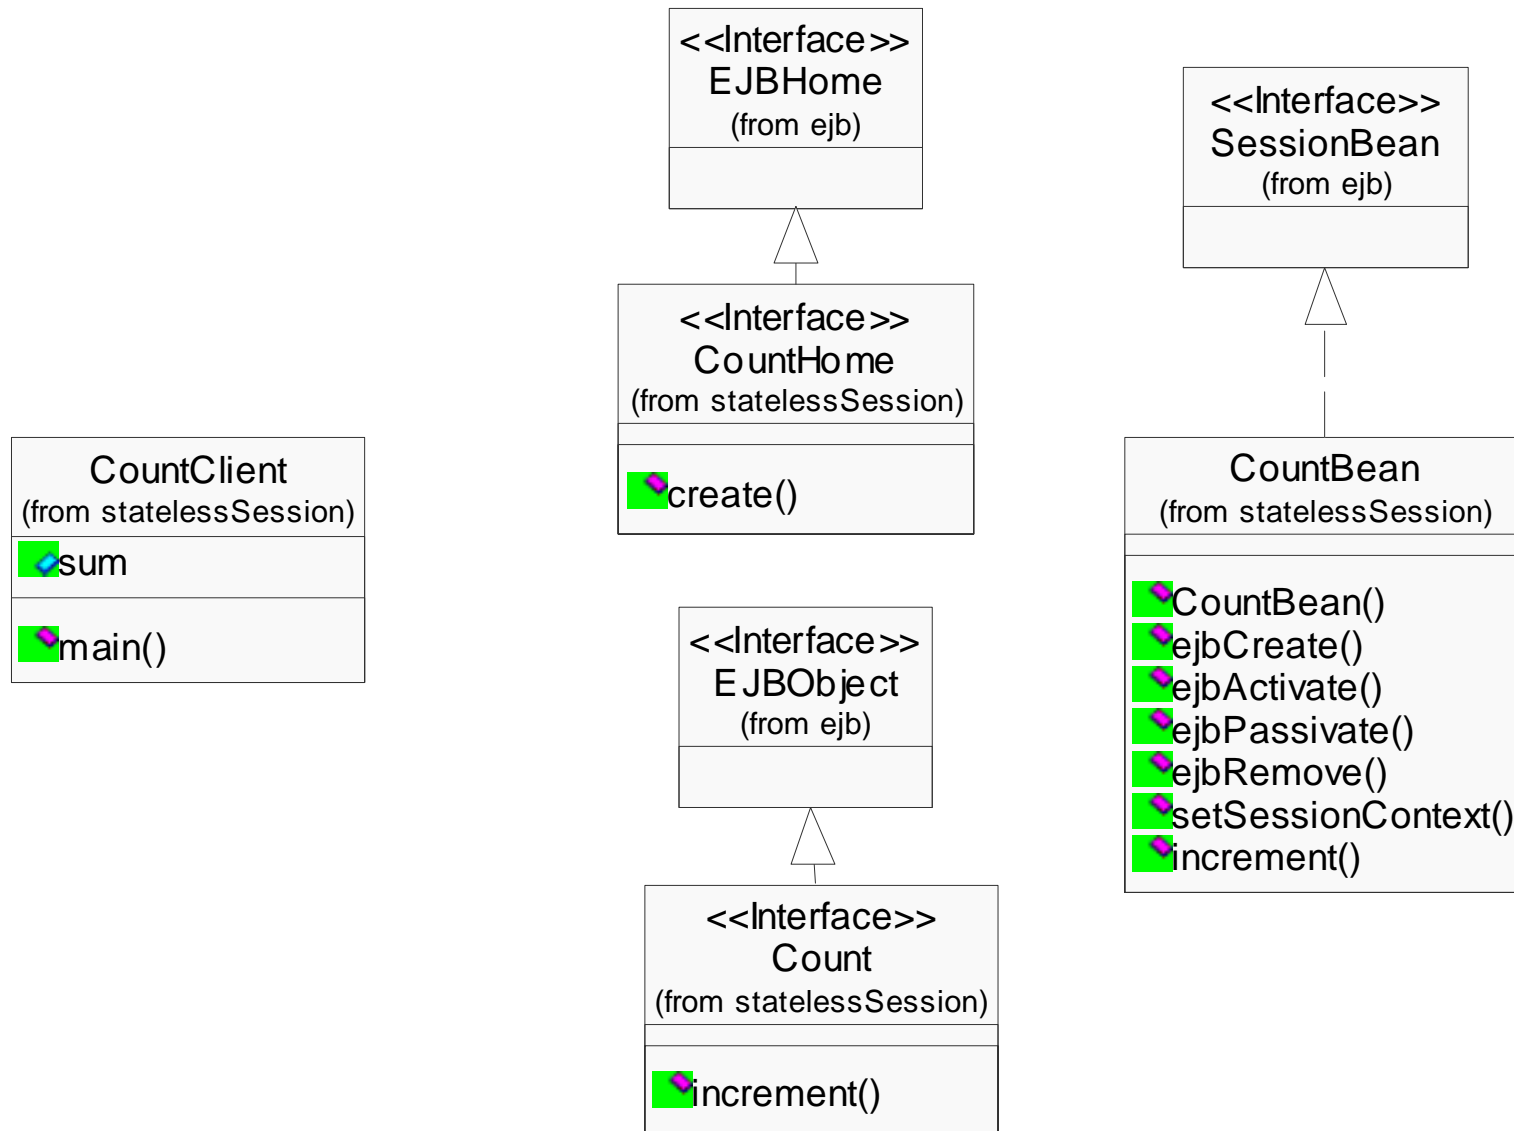 <<Interface>>
EJBHome
(from ejb)
<<Interface>>
SessionBean
(from ejb)
<<Interface>>
CountHome
(from statelessSession)
create()
CountClient
(from statelessSession)
sum
main()
CountBean
(from statelessSession)
CountBean()
ejbCreate()
ejbActivate()
ejbPassivate()
ejbRemove()
setSessionContext()
increment()
<<Interface>>
EJBObject
(from ejb)
<<Interface>>
Count
(from statelessSession)
increment()